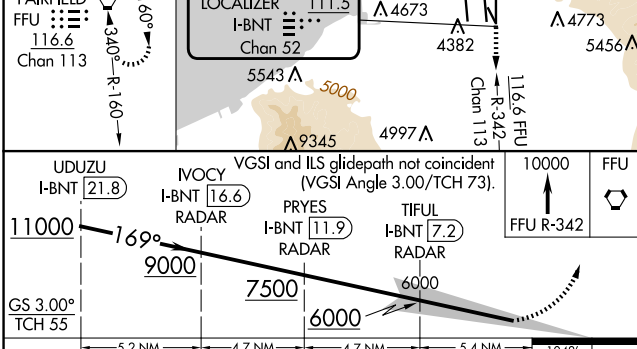 FFU
116.6
Chan 113
340°
R-160
LOCALIZER 111.5
I-BNT
Chan 52
4673
4382
4773
5456
5543
5000
9345
4997
R-342
116.6 FFU
Chan 113
VGSI and ILS glidepath not coincident
(VGSI Angle 3.00/TCH 73).
10000
FFU R-342
FFU
UDUZU
I-BNT 21.8
IVOCY
I-BNT 16.6
RADAR
PRYES
I-BNT 11.9
RADAR
TIFUL
I-BNT 7.2
RADAR
11000
169°
9000
7500
6000
6000
GS 3.00°
TCH 55
5.2 NM
4.7 NM
4.7 NM
5.4 NM